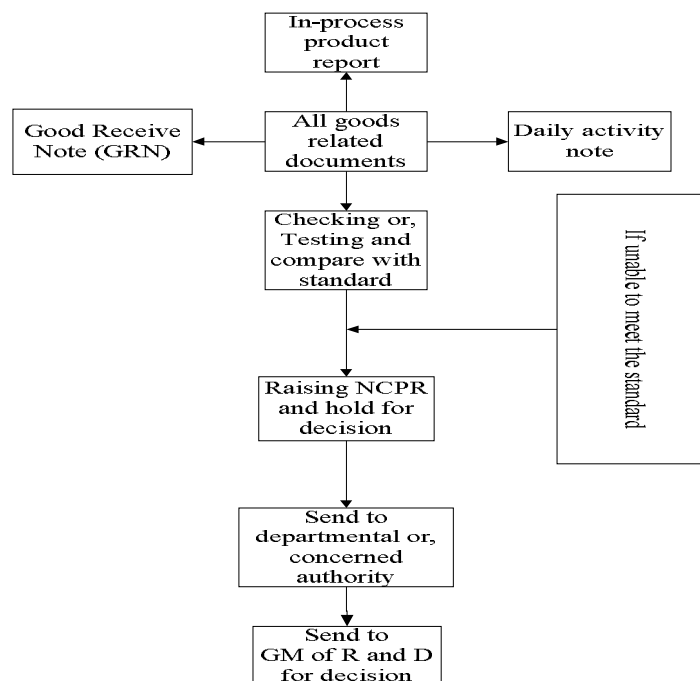 In-process
product
report
Good Receive
Note (GRN)
All goods
related
documents
Daily activity
note
Checking or,
Testing and
compare with
standard
If unable to meet the standard
Raising NCPR
and hold for
decision
Send to
departmental or,
concerned
authority
Send to
GM of R and D
for decision